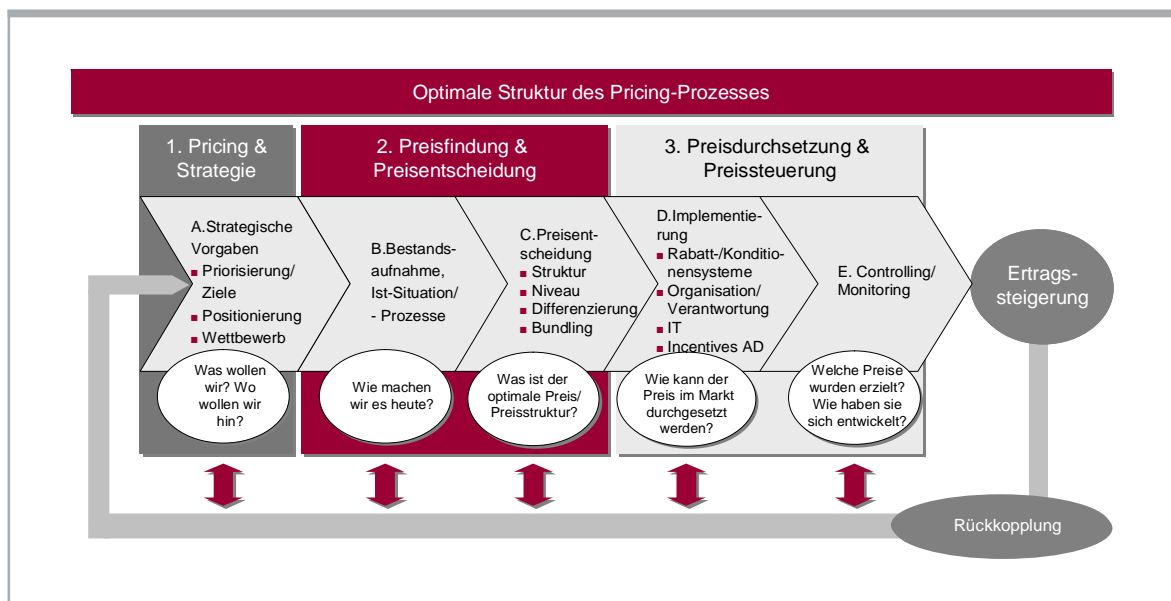 Optimale Struktur des Pricing-Prozesses
1. Pricing &
Strategie
2. Preisfindung &
Preisentscheidung
3. Preisdurchsetzung &
Preissteuerung
A.Strategische
Vorgaben
Priorisierung/
Ziele
Positionierung
Wettbewerb
B.Bestands-
aufnahme,
Ist-Situation/
- Prozesse
C.Preisent-
scheidung
Struktur
Niveau
Differenzierung
Bundling
D.Implementie-
rung
Rabatt-/Konditio-
nensysteme
Organisation/
Verantwortung
IT
Incentives AD
E. Controlling/
Monitoring
Ertrags-
steigerung
Was wollen
wir? Wo
wollen wir
hin?
Wie machen
wir es heute?
Was ist der
optimale Preis/
Preisstruktur?
Wie kann der
Preis im Markt
durchgesetzt
werden?
Welche Preise
wurden erzielt?
Wie haben sie
sich entwickelt?
Rückkopplung